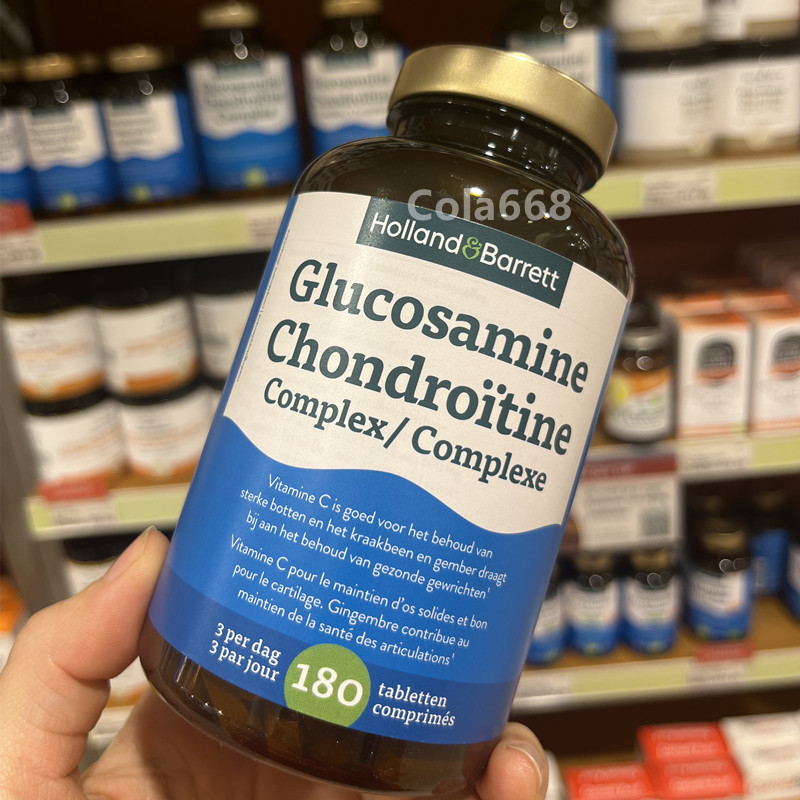 Cola668
Holland&Barrett
Glucosamine
Chondroïtine
Complex/ Complexe
Vitamine C is goed voor het behoud van
sterke botten en het kraakbeen en gember draagt
bij aan het behoud van gezonde gewrichten¹
Vitamine C pour le maintien d'os solides et bon
pour le cartilage. Gingembre contribue au
maintien de la santé des articulations¹
3 per dag
3 par jour
180
tabletten
comprimés
Glucosamine